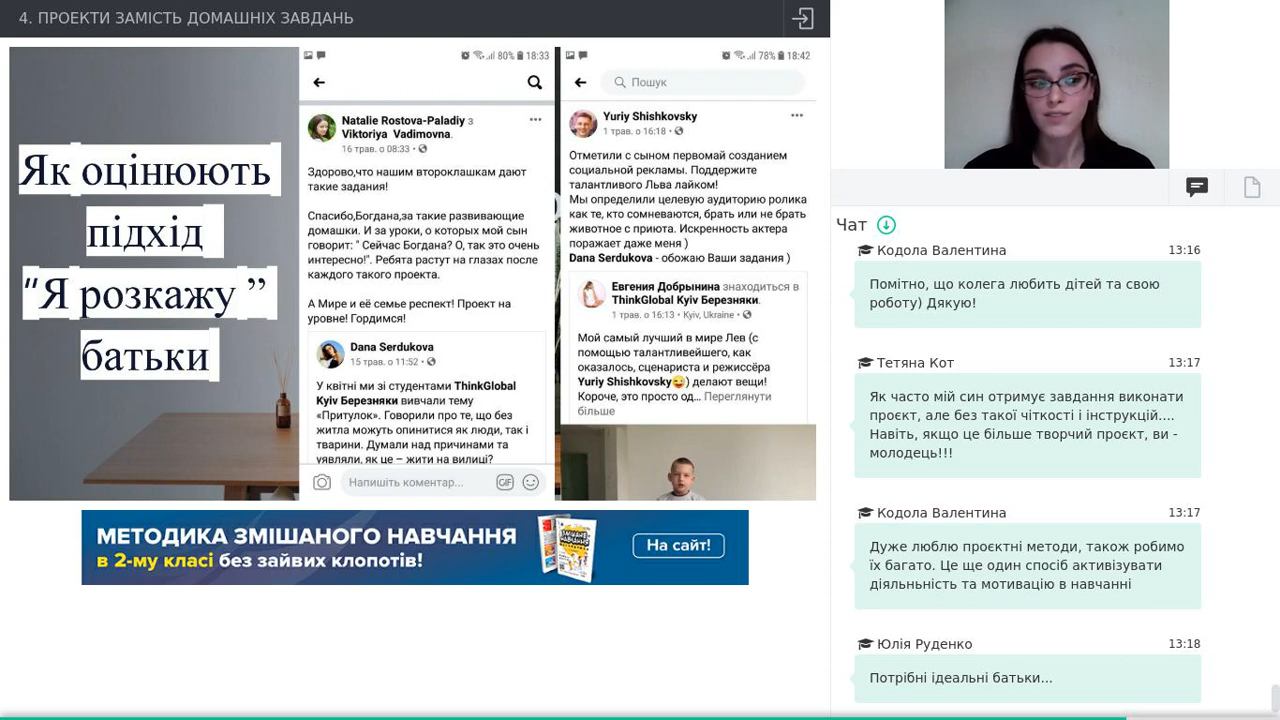 4. ПРОЕКТИ ЗАМІСТЬ ДОМАШНІХ ЗАВДАНЬ
Як оцінюють
підхід
"Я розкажу ”
батьки
80% 18:33
Natalie Rostova-Paladiy з
Viktoriya Vadimovna.
16 трав. о 08:33 •
Здорово,что нашим второклашкам дают
такие задания!
Спасибо,Богдана,за такие развивающие
домашки. И за уроки, о которых мой сын
говорит: " Сейчас Богдана? О, так это очень
интересно!". Ребята растут на глазах после
каждого такого проекта.
А Мире и её семье респект! Проект на
уровне! Гордимся!
Dana Serdukova
15 трав. о 11:52 •
У квітні ми зі студентами ThinkGlobal
Kyiv Березняки вивчали тему
«Притулок». Говорили про те, що без
житла можуть опинитися як люди, так і
тварини. Думали над причинами та
уявляли, як це – жити на вулиці?
Напишіть коментар...
GIF
78% 18:42
Пошук
Yuriy Shishkovsky
1 трав. о 16:18 •
Отметили с сыном первомай созданием
социальной рекламы. Поддержите
талантливого Льва лайком!
Мы определили целевую аудиторию ролика
как те, кто сомневаются, брать или не брать
животное с приюта. Искренность актера
поражает даже меня )
Dana Serdukova - обожаю Ваши задания )
Евгения Добрынина знаходиться в
ThinkGlobal Kyiv Березняки.
1 трав. о 16:13 • Kyiv, Ukraine •
Мой самый лучший в мире Лев (с
помощью талантливейшего, как
оказалось, сценариста и режиссёра
Yuriy Shishkovsky😜) делают вещи!
Короче, это просто од... Переглянути
більше
МЕТОДИКА ЗМІШАНОГО НАВЧАННЯ
в 2-му класі без зайвих клопотів!
На сайт!
Чат
Кодола Валентина 13:16
Помітно, що колега любить дітей та свою
роботу) Дякую!
Тетяна Кот 13:17
Як часто мій син отримує завдання виконати
проєкт, але без такої чіткості і інструкцій....
Навіть, якщо це більше творчий проєкт, ви -
молодець!!!
Кодола Валентина 13:17
Дуже люблю проєктні методи, також робимо
їх багато. Це ще один спосіб активізувати
діяльньність та мотивацію в навчанні
Юлія Руденко 13:18
Потрібні ідеальні батьки...